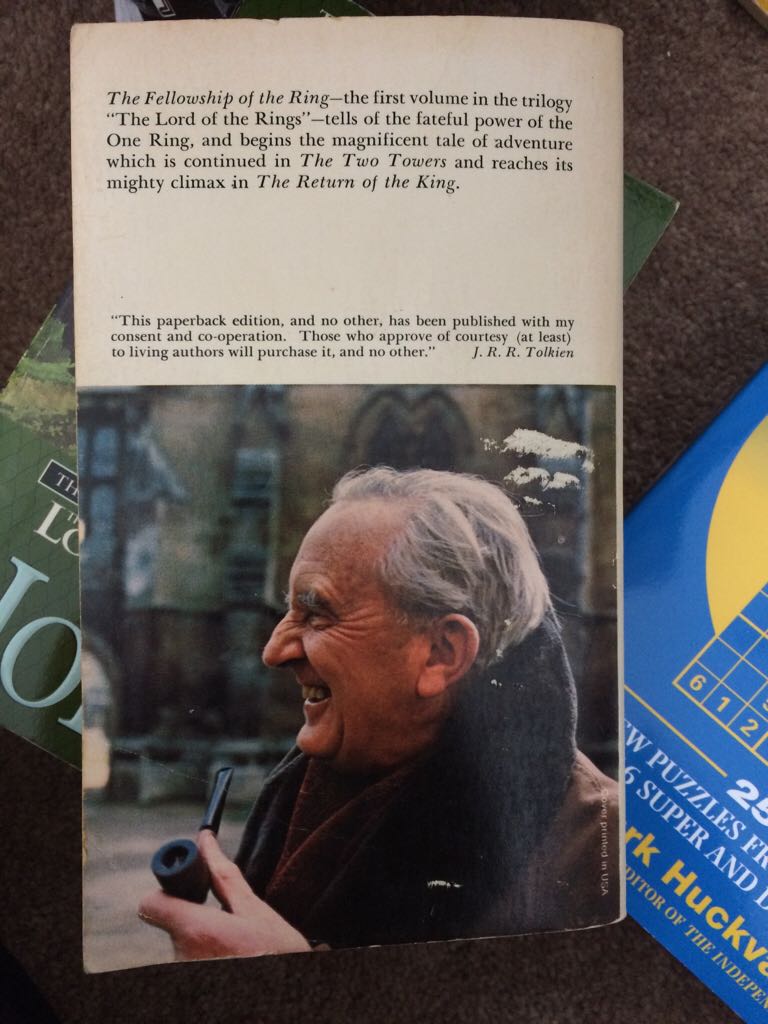 The Fellowship of the Ring—the first volume in the trilogy
"The Lord of the Rings"—tells of the fateful power of the
One Ring, and begins the magnificent tale of adventure
which is continued in The Two Towers and reaches its
mighty climax in The Return of the King.
"This paperback edition, and no other, has been published with my
consent and co-operation. Those who approve of courtesy (at least)
to living authors will purchase it, and no other." J. R. R. Tolkien
Cover printed in USA
6 1 2
25
PUZZLES
6 SUPER AND
Huckva
OF THE INDEPEN